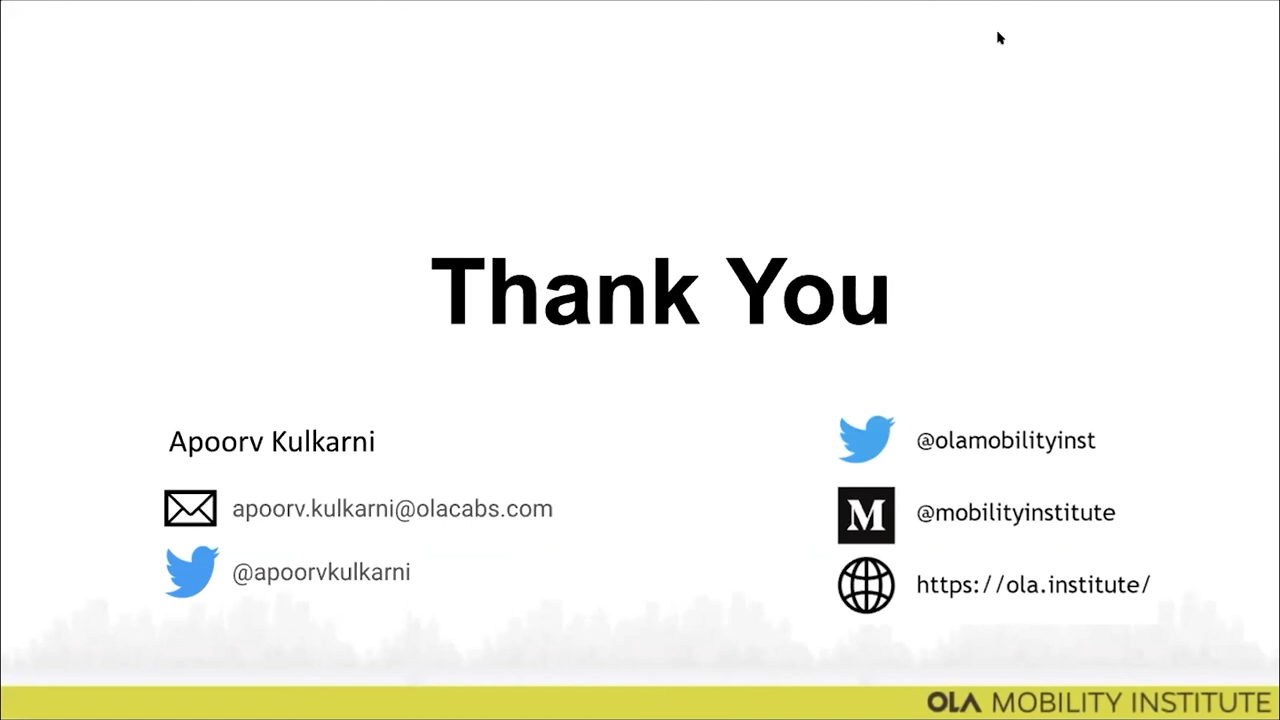 Thank You
Apoorv Kulkarni
apoorv.kulkarni@olacabs.com
@apoorvkulkarni
@olamobilityinst
M
@mobilityinstitute
https://ola.institute/
OLA MOBILITY INSTITUTE